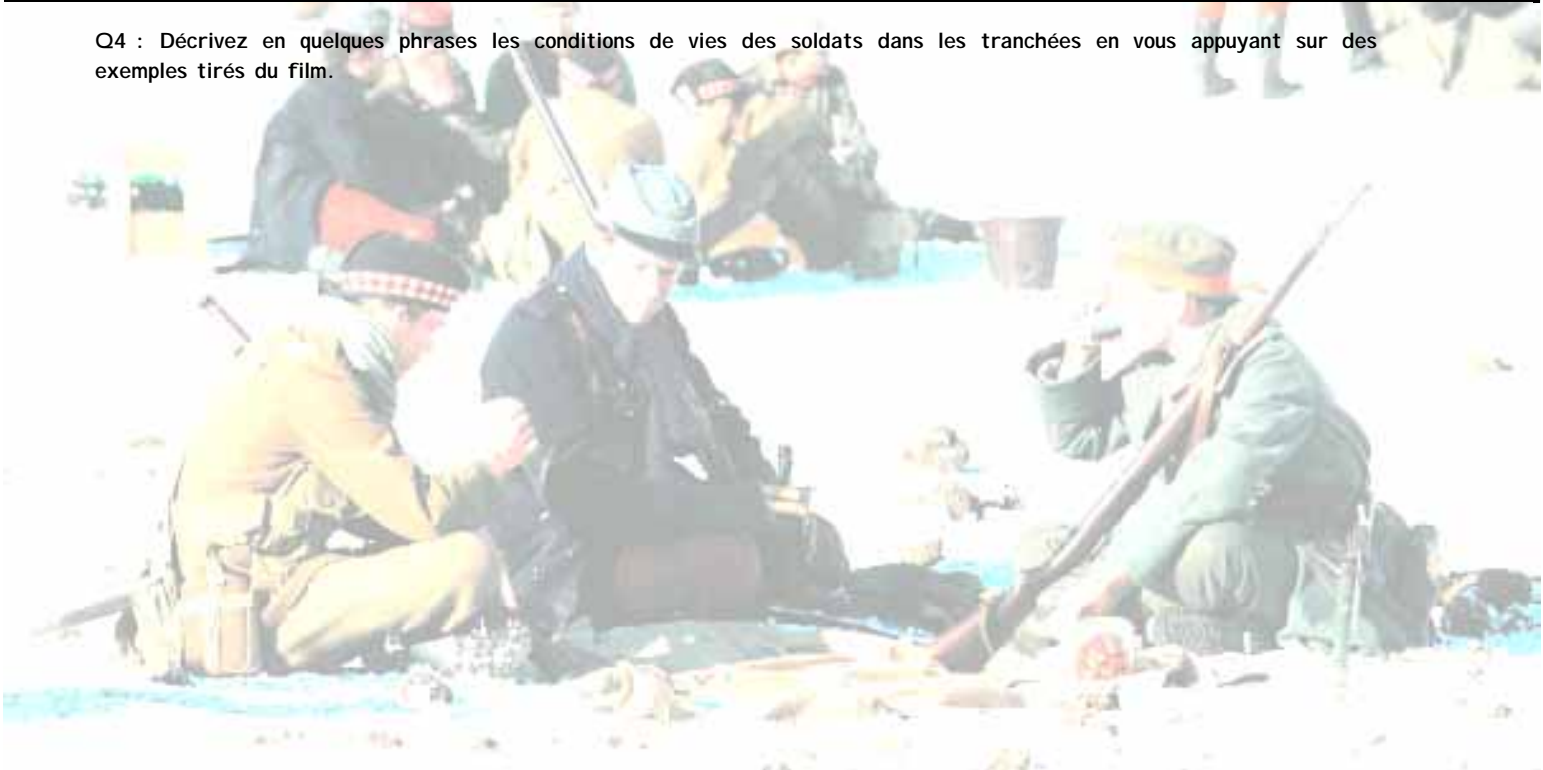 Q4 : Décrivez en quelques phrases les conditions de vies des soldats dans les tranchées en vous appuyant sur des
exemples tirés du film.